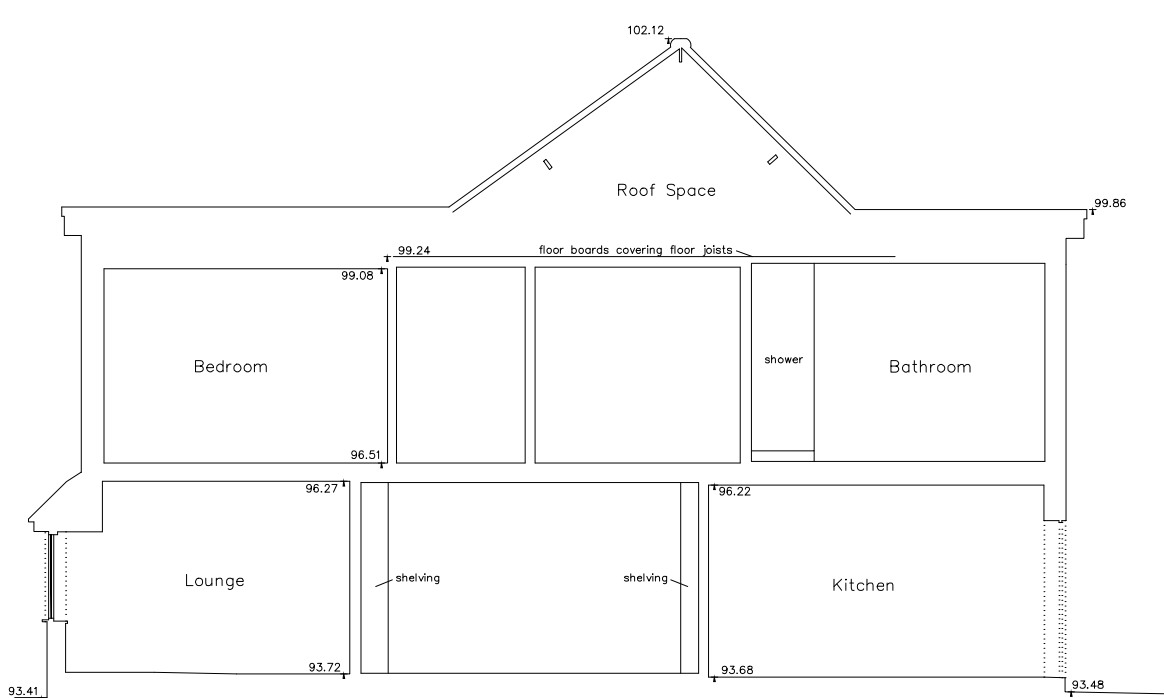 102.12
Roof Space
99.86
99.24
floor boards covering floor joists
99.08
Bedroom
shower
Bathroom
96.51
96.27
96.22
Lounge
shelving
shelving
Kitchen
93.72
93.68
93.41
93.48